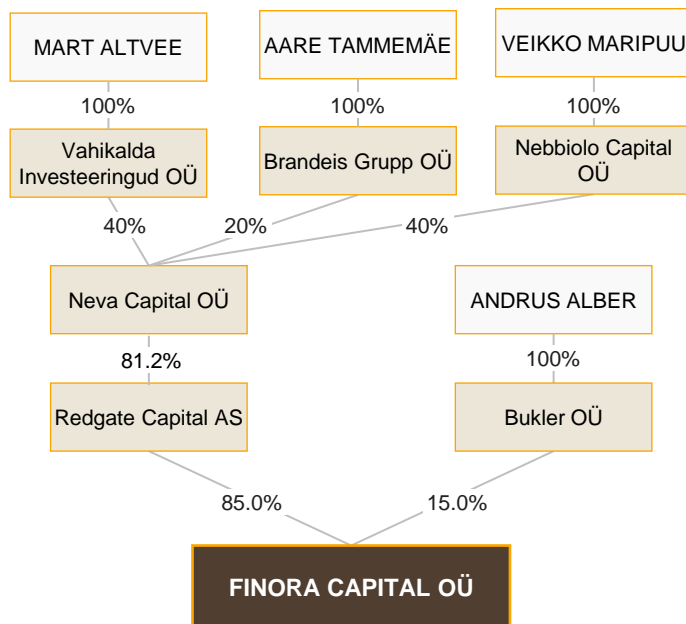 MART ALTVEE
AARE TAMMEMÄE
VEIKKO MARIPUU
100%
100%
100%
Vahikalda
Investeeringud OÜ
Brandeis Grupp OÜ
Nebbiolo Capital
OÜ
40%
20%
40%
Neva Capital OÜ
ANDRUS ALBER
81.2%
100%
Redgate Capital AS
Bukler OÜ
85.0%
15.0%
FINORA CAPITAL OÜ